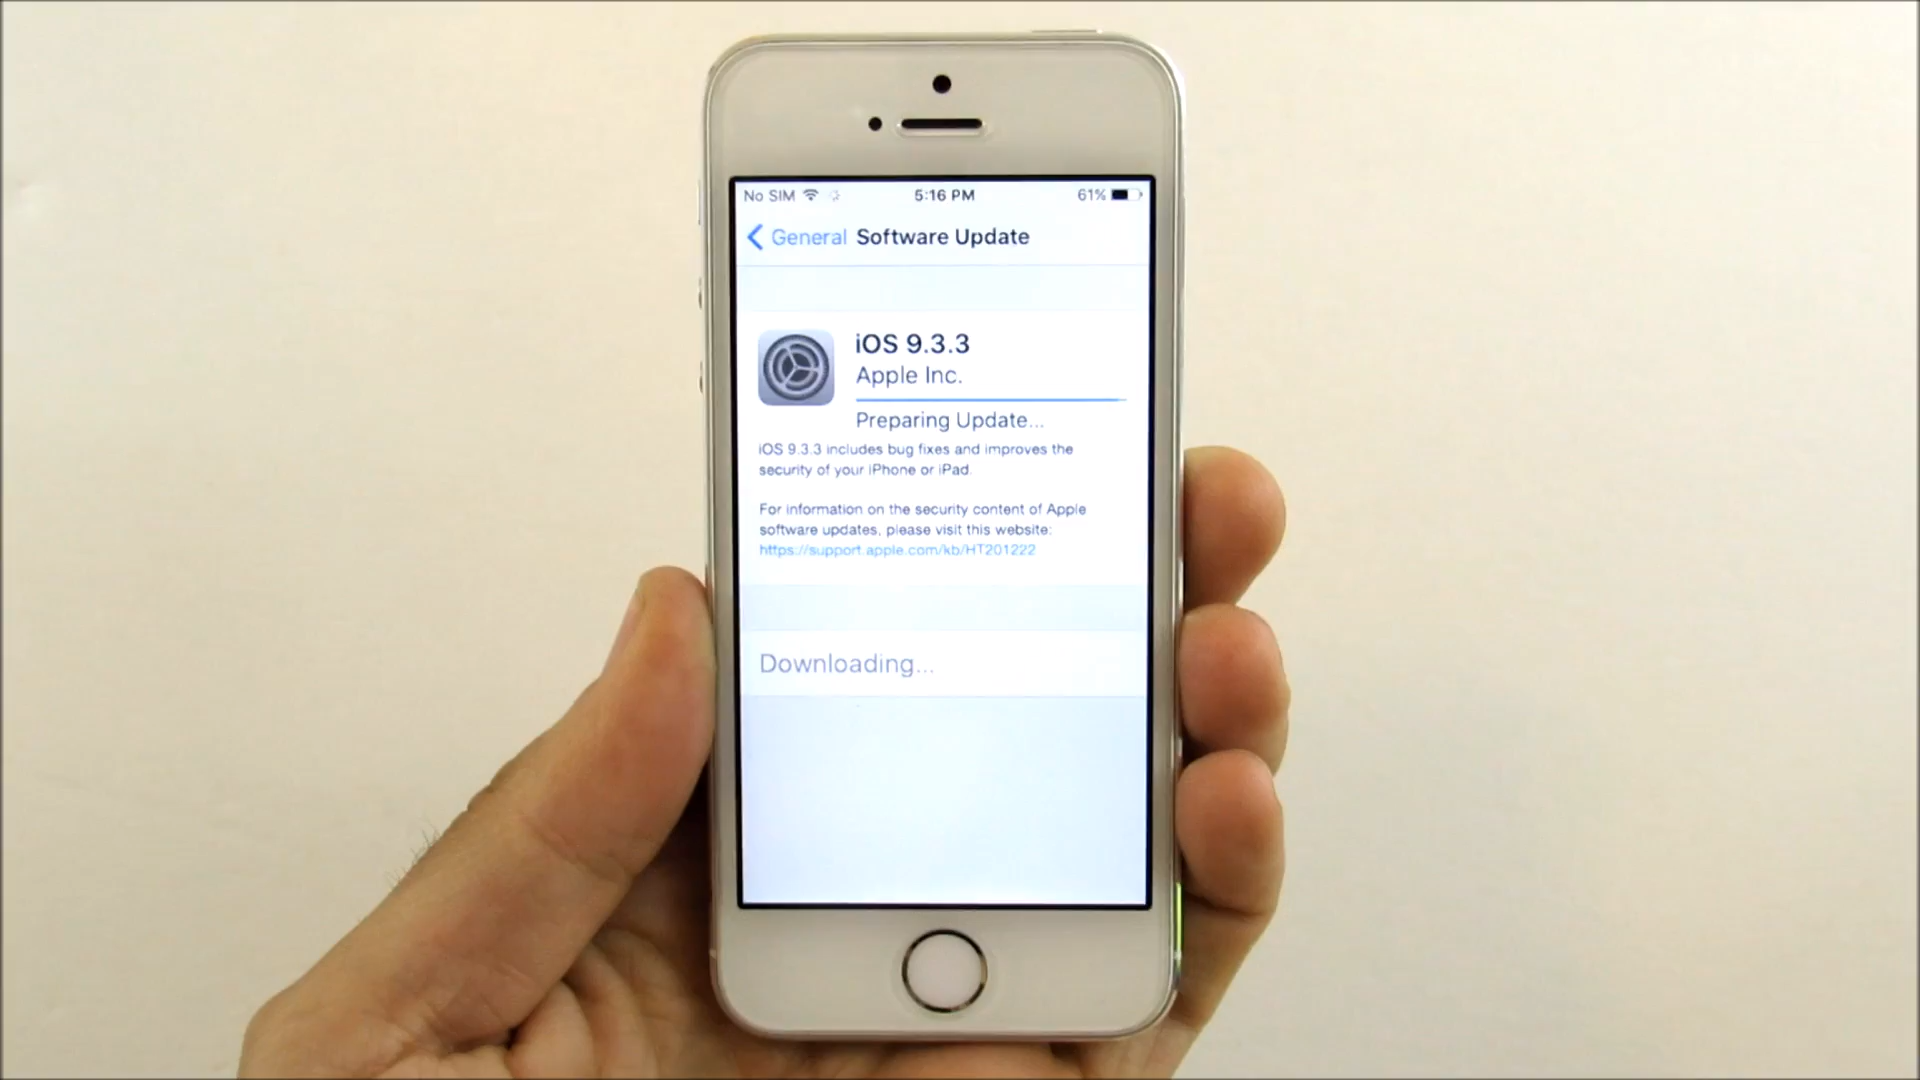 No SIM 5:16 PM 61%
General Software Update
iOS 9.3.3
Apple Inc.
Preparing Update...
iOS 9.3.3 includes bug fixes and improves the
security of your iPhone or iPad.
For information on the security content of Apple
software updates, please visit this website:
https://support.apple.com/kb/HT201222
Downloading...